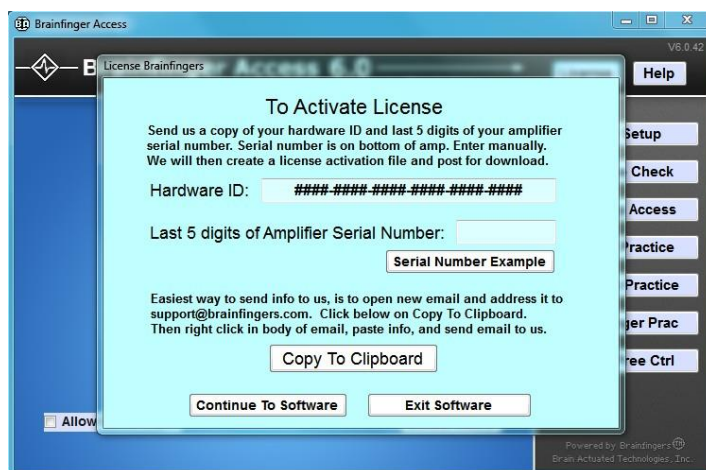 Brainfinger Access
V6.0.42
B
License Brainfingers
Access 6.0
Help
To Activate License
Send us a copy of your hardware ID and last 5 digits of your amplifier
serial number. Serial number is on bottom of amp. Enter manually.
We will then create a license activation file and post for download.
Hardware ID: ####-####-####-####-####-####
Last 5 digits of Amplifier Serial Number:
Serial Number Example
Easiest way to send info to us, is to open new email and address it to
support@brainfingers.com. Click below on Copy To Clipboard.
Then right click in body of email, paste info, and send email to us.
Copy To Clipboard
Continue To Software
Exit Software
Setup
Check
Access
Practice
Practice
ger Prac
ree Ctrl
Allow
Powered by Brainfingers TM
Brain Actuated Technologies, Inc.